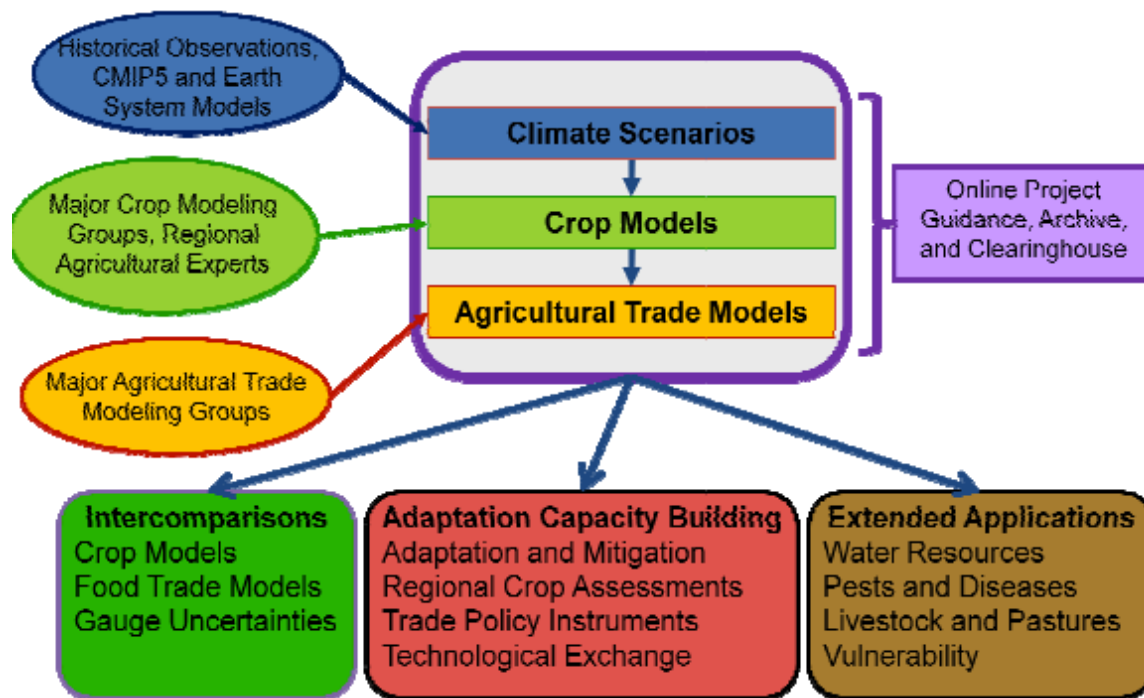 Historical Observations,
CMIP5 and Earth
System Models
Climate Scenarios
Major Crop Modeling
Groups, Regional
Agricultural Experts
Crop Models
Online Project
Guidance, Archive,
and Clearinghouse
Agricultural Trade Models
Major Agricultural Trade
Modeling Groups
Intercomparisons
Crop Models
Food Trade Models
Gauge Uncertainties
Adaptation Capacity Building
Adaptation and Mitigation
Regional Crop Assessments
Trade Policy Instruments
Technological Exchange
Extended Applications
Water Resources
Pests and Diseases
Livestock and Pastures
Vulnerability